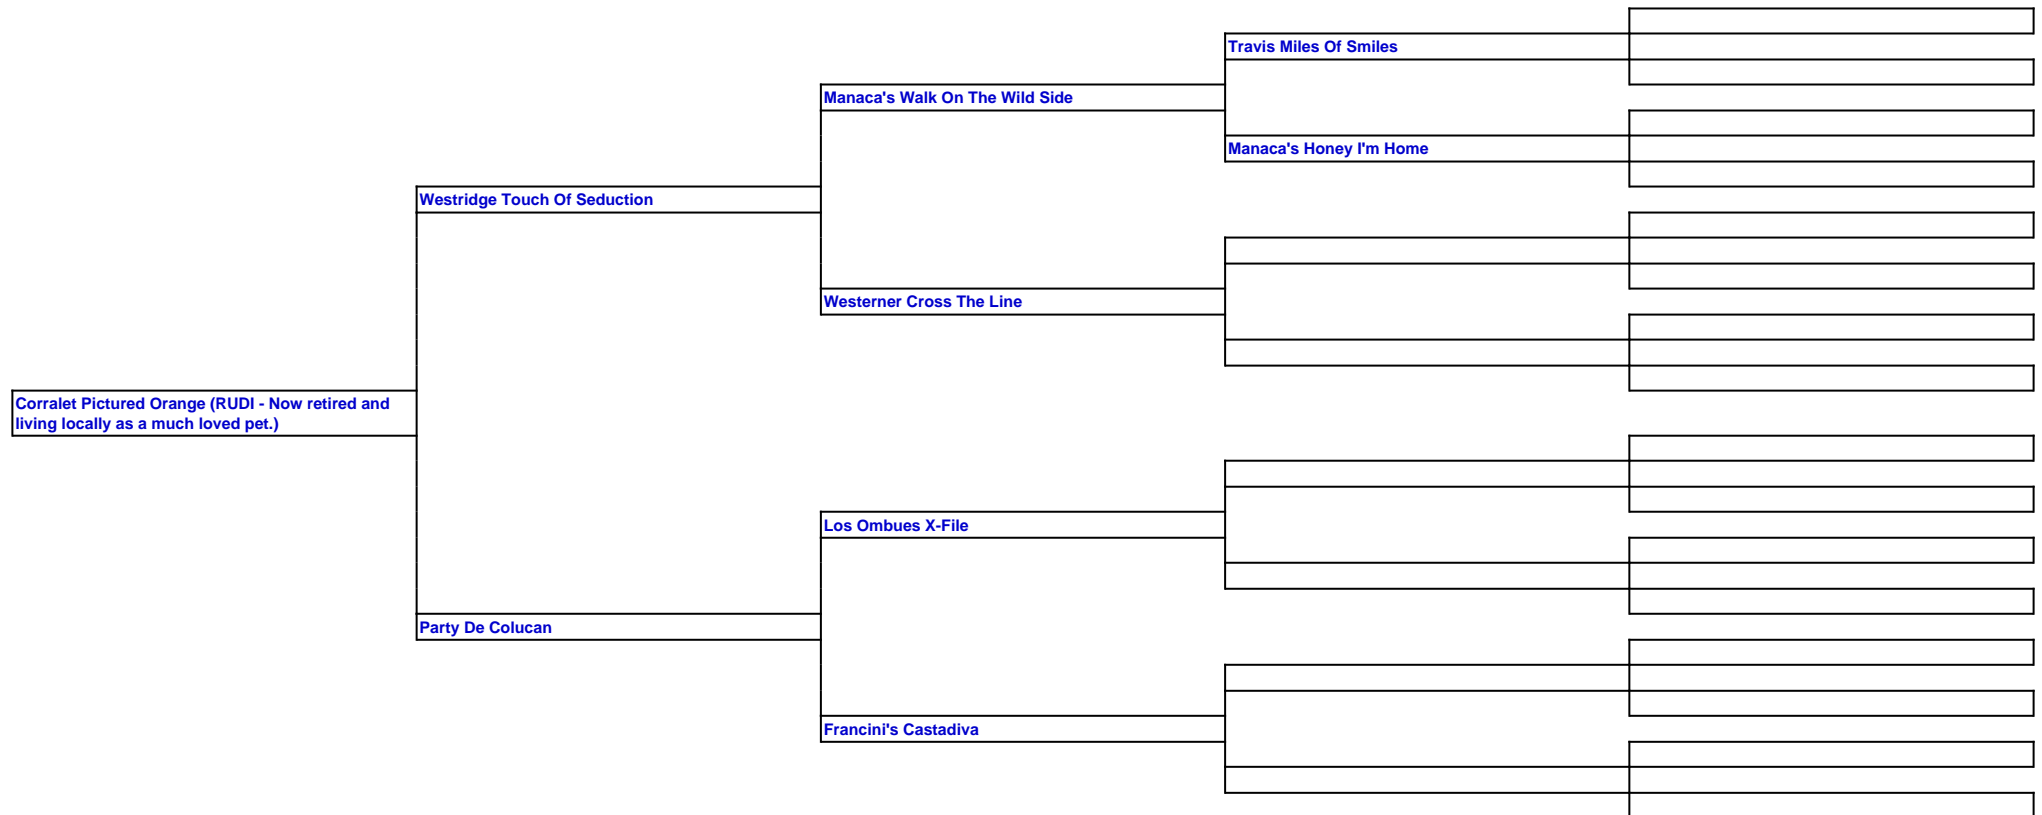 Travis Miles Of Smiles
Manaca's Walk On The Wild Side
Manaca's Honey I'm Home
Westridge Touch Of Seduction
Westerner Cross The Line
Corralet Pictured Orange (RUDI - Now retired and
living locally as a much loved pet.)
Los Ombues X-File
Party De Colucan
Francini's Castadiva